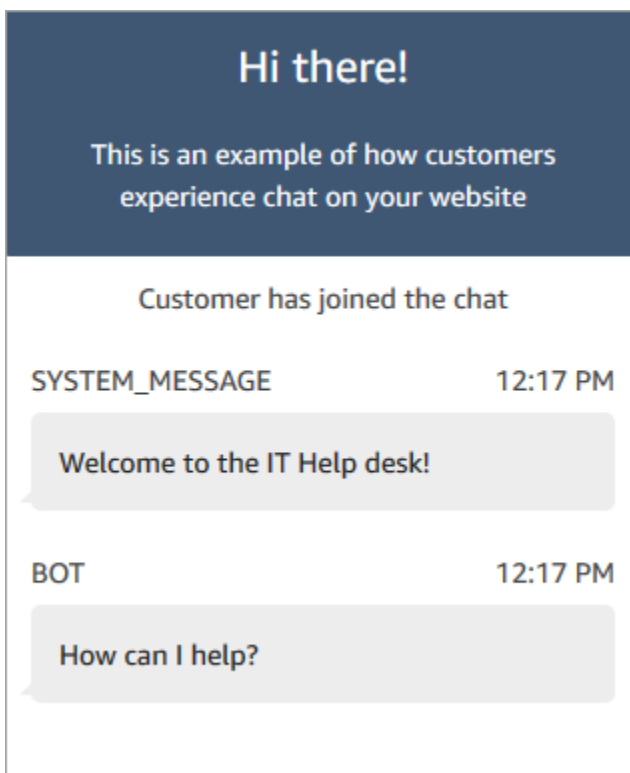 Hi there!
This is an example of how customers
experience chat on your website
Customer has joined the chat
SYSTEM_MESSAGE 12:17 PM
Welcome to the IT Help desk!
BOT 12:17 PM
How can I help?